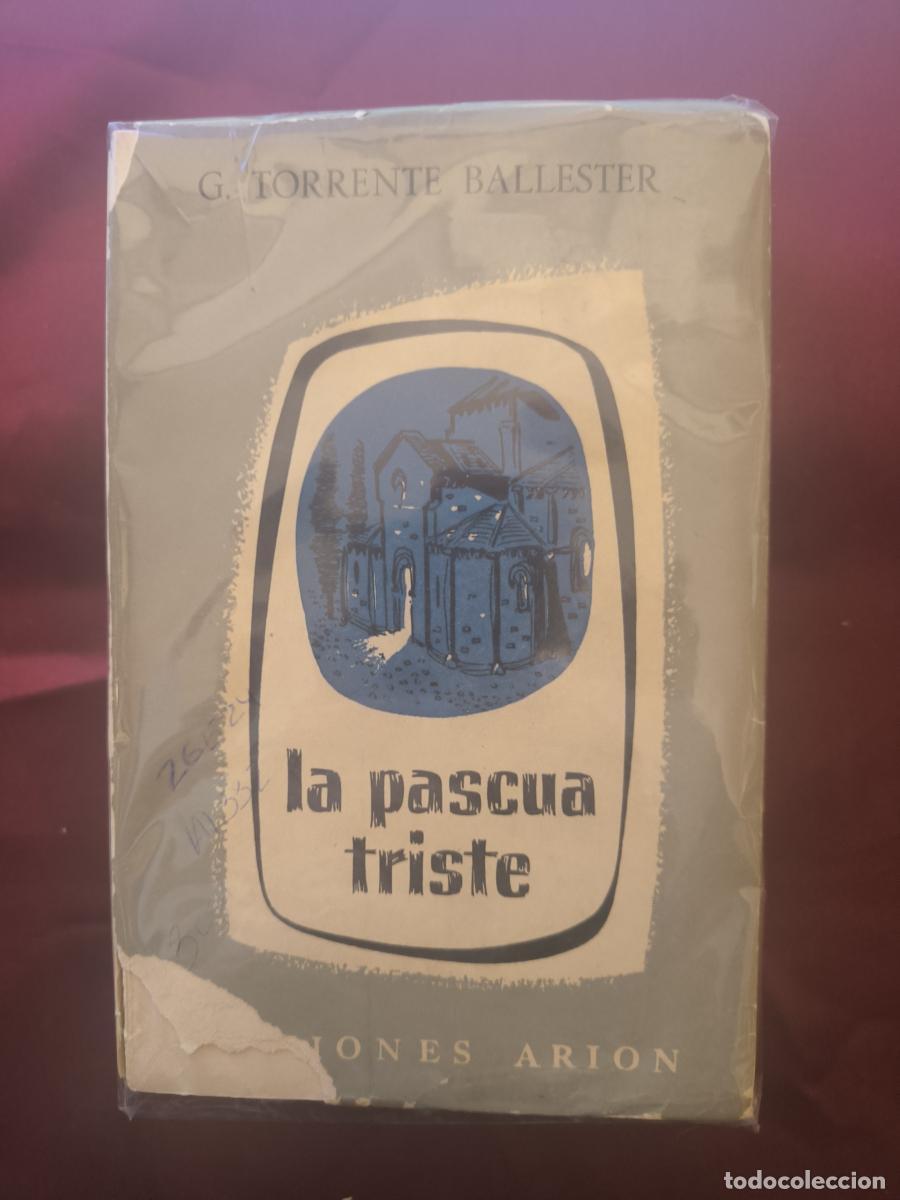 G. TORRENTE BALLESTER
la pascua
triste
IONES ARION
todocoleccion